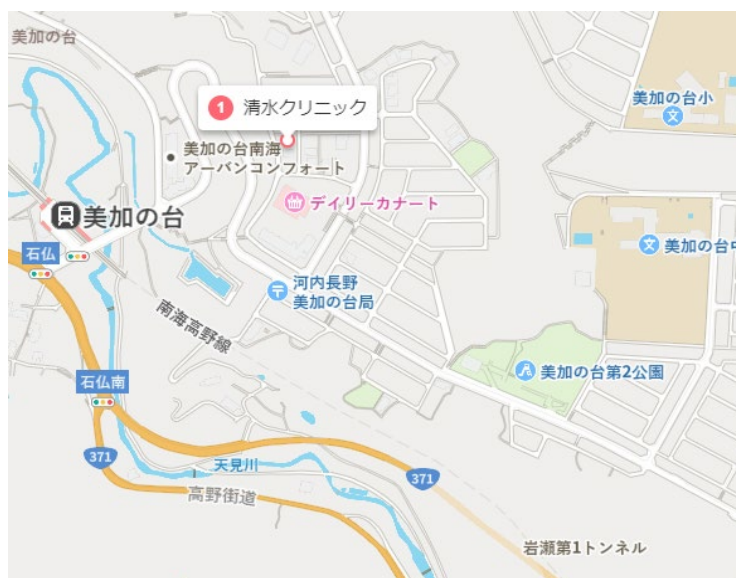 美加の台
1 清水クリニック
美加の台小
美加の台南海
アーバンコンフォート
デイリーカナート
美加の台
石仏
美加の台中
河内長野
美加の台局
南海高野線
美加の台第2公園
石仏南
371
天見川
371
高野街道
岩瀬第1トンネル